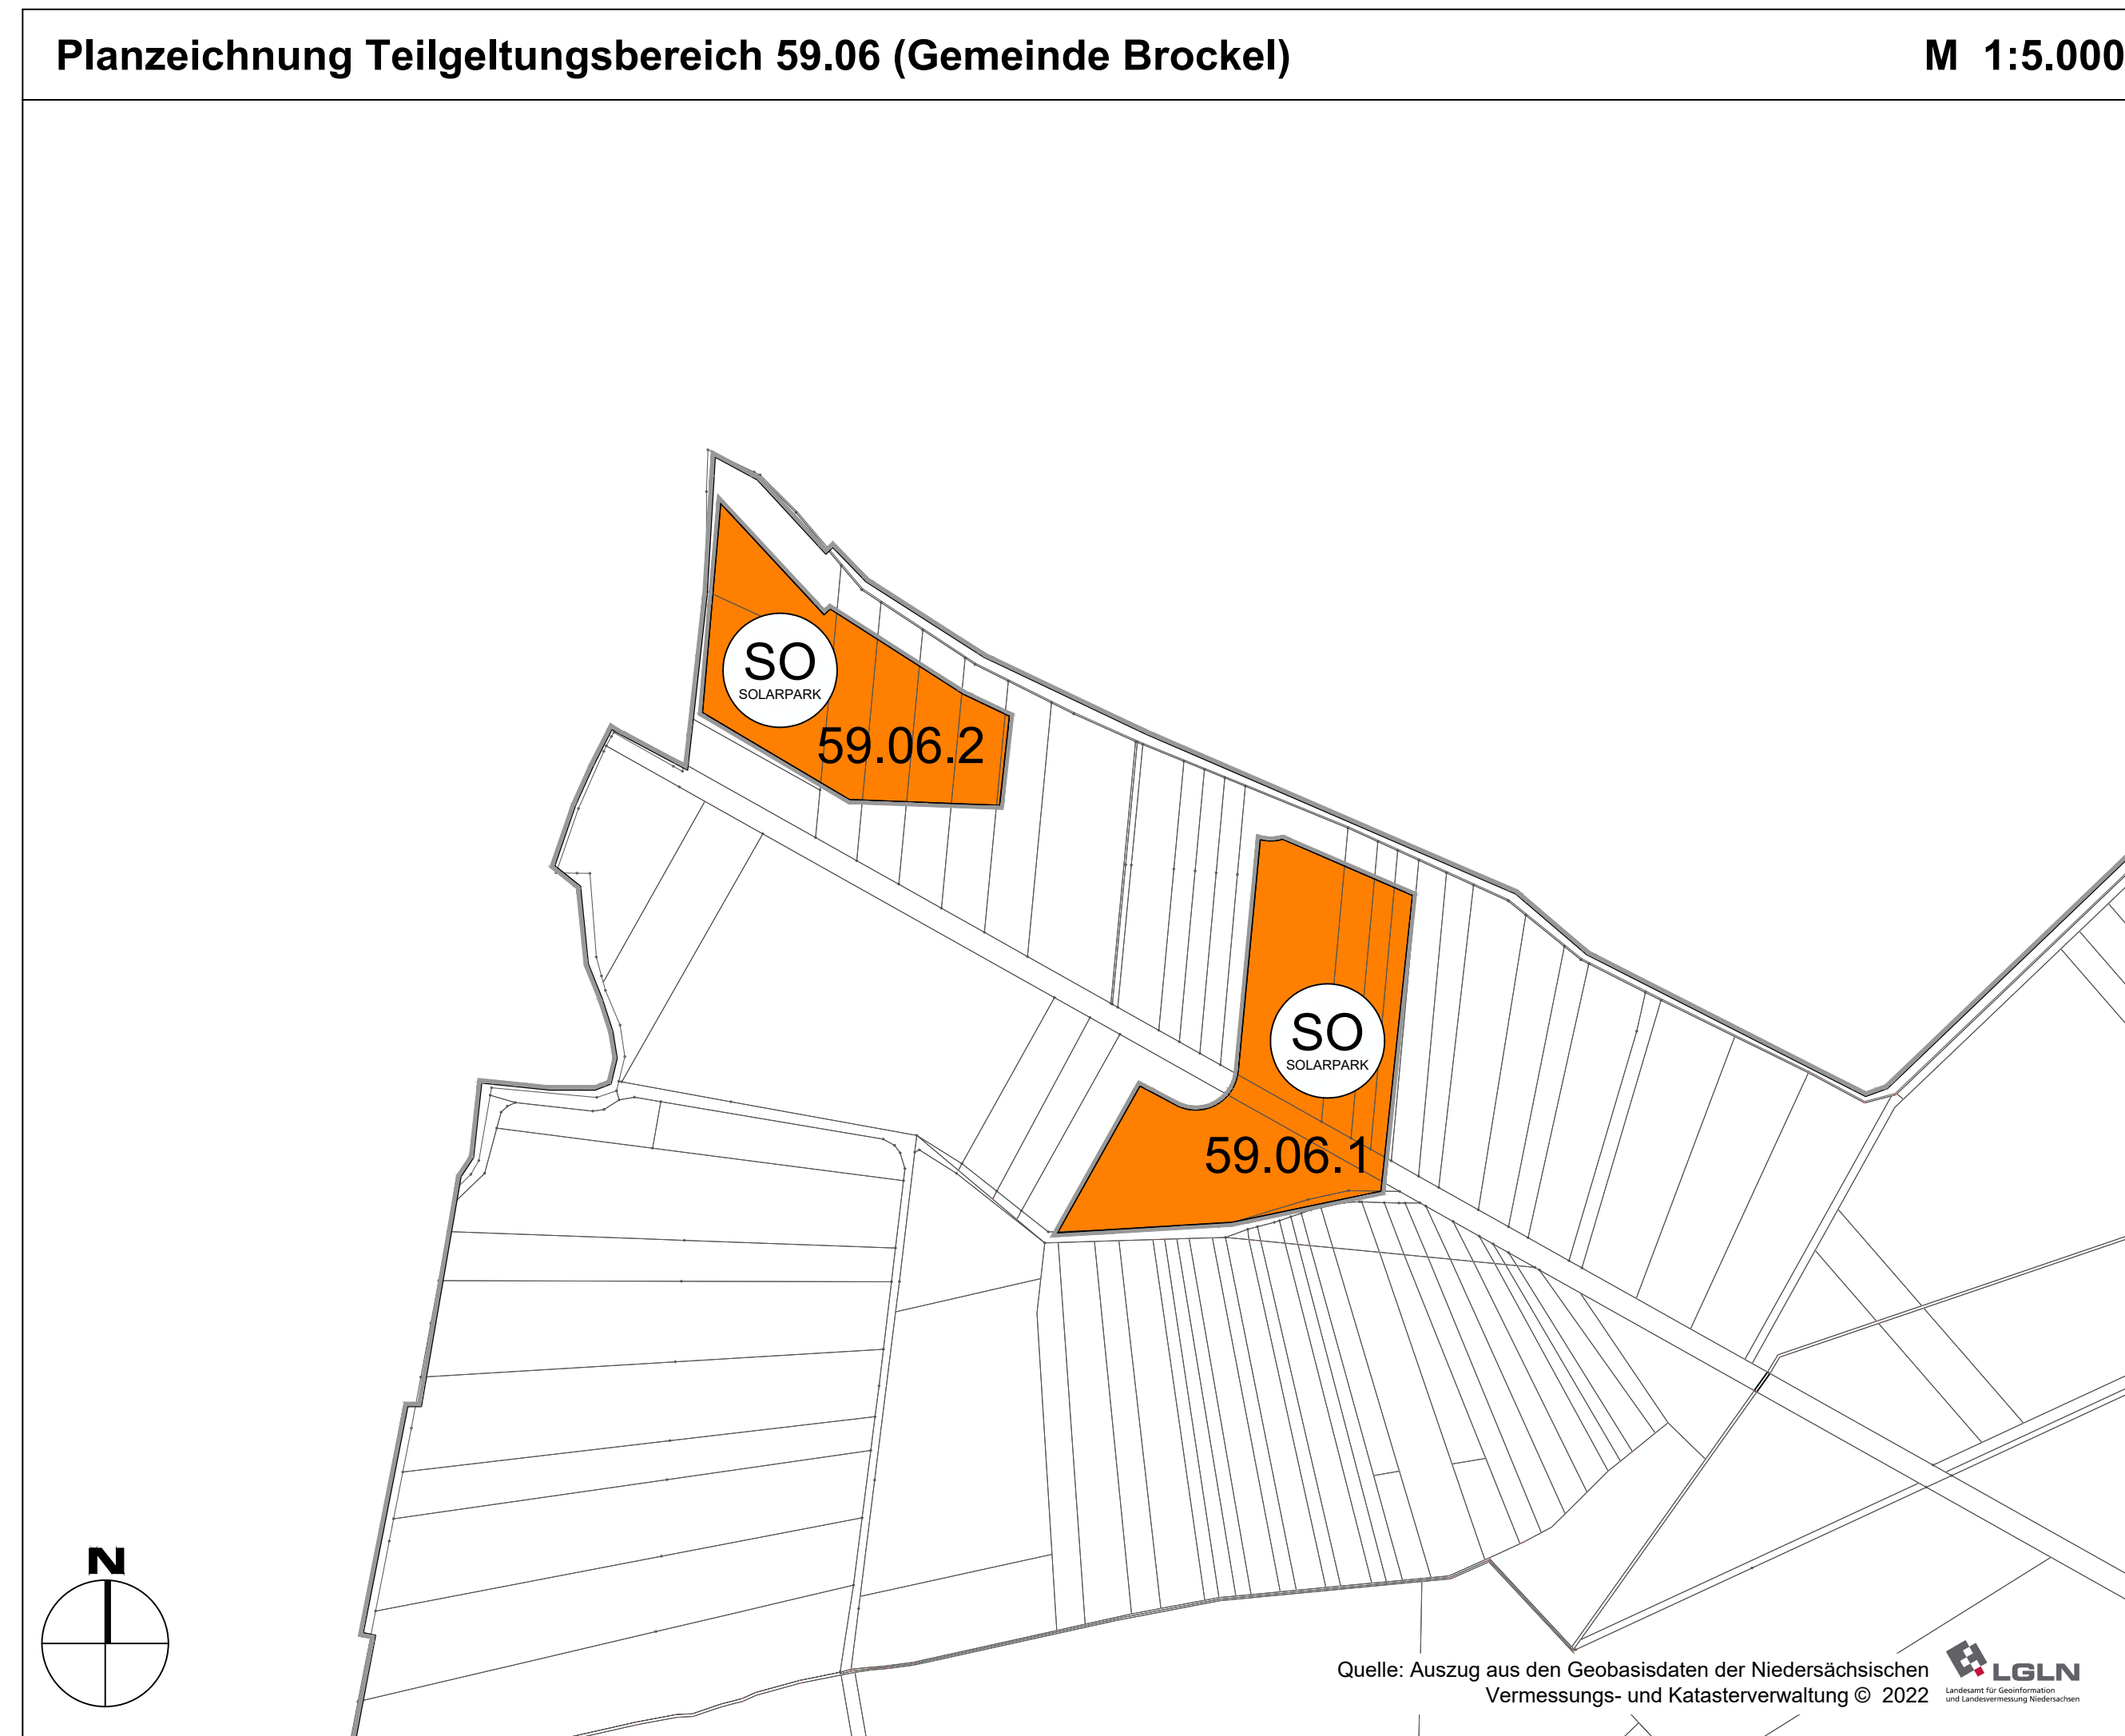 Planzeichnung Teilgeltungsbereich 59.06 (Gemeinde Brockel)
M 1:5.000
SO
SOLARPARK
59.06.2
SO
SOLARPARK
59.06.1
N
Quelle: Auszug aus den Geobasisdaten der Niedersächsischen
Vermessungs- und Katasterverwaltung © 2022
LGLN
Landesamt für Geoinformation
und Landesvermessung Niedersachsen